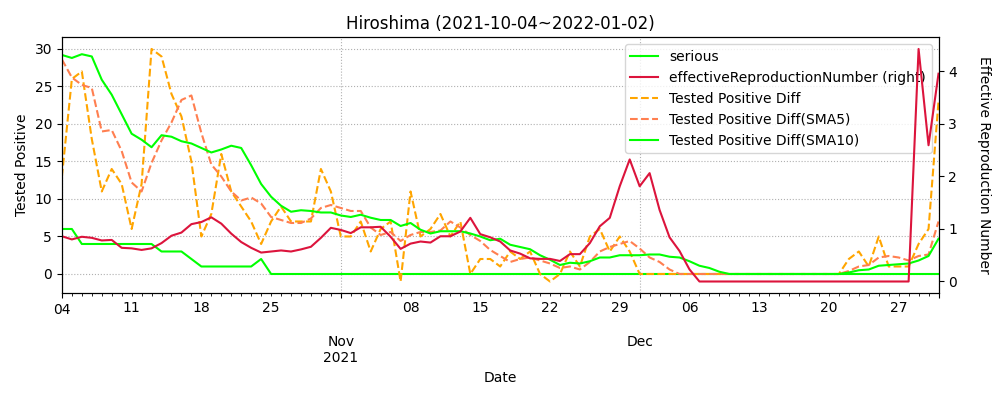 Hiroshima (2021-10-04~2022-01-02)
serious
effectiveReproductionNumber (right)
Tested Positive Diff
Tested Positive Diff(SMA5)
Tested Positive Diff(SMA10)
Tested Positive
30
25
20
15
10
5
0
Effective Reproduction Number
4
3
2
1
0
04 11 18 25 08 15 22 29 06 13 20 27
Nov Dec
2021
Date